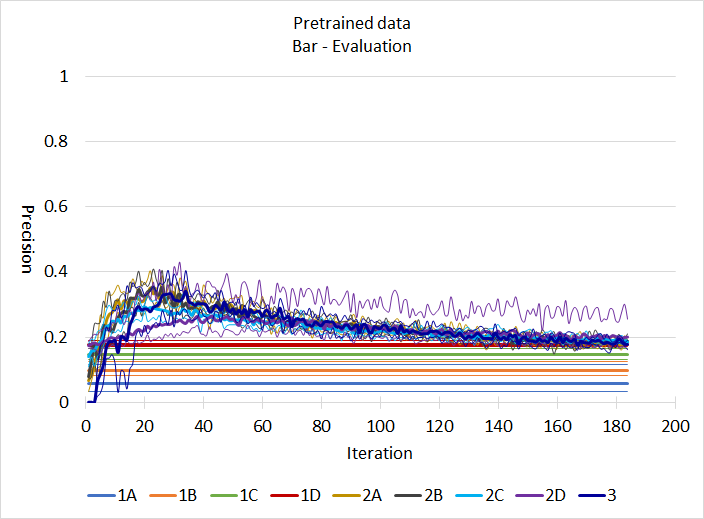 Pretrained data
Bar - Evaluation
1
0.8
0.6
0.4
0.2
0
Precision
0 20 40 60 80 100 120 140 160 180 200
Iteration
1A 1B 1C 1D 2A 2B 2C 2D 3